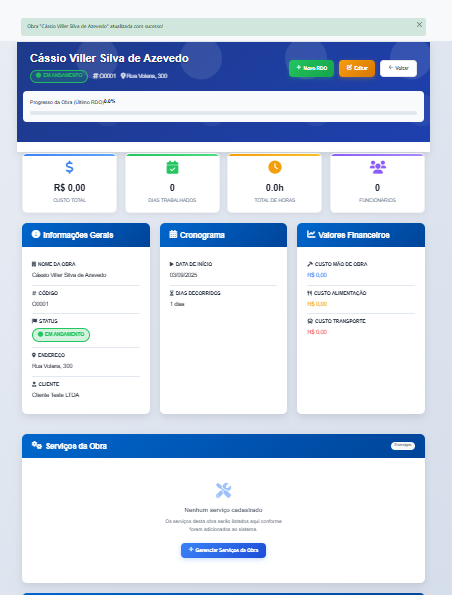 Obra "Cássio Viller Silva de Azevedo" atualizada com sucesso!
Cássio Viller Silva de Azevedo
EM ANDAMENTO # O0001 Rua Volans, 300
+ Novo RDO Editar Voltar
Progresso da Obra (Último RDO) 0.0%
R$ 0,00
CUSTO TOTAL
0
DIAS TRABALHADOS
0.0h
TOTAL DE HORAS
0
FUNCIONÁRIOS
Informações Gerais
NOME DA OBRA
Cássio Viller Silva de Azevedo
# CÓDIGO
O0001
STATUS
EM ANDAMENTO
ENDEREÇO
Rua Volans, 300
CLIENTE
Cliente Teste LTDA
Cronograma
DATA DE INÍCIO
03/09/2025
DIAS DECORRIDOS
1 dias
Valores Financeiros
CUSTO MÃO DE OBRA
R$ 0,00
CUSTO ALIMENTAÇÃO
R$ 0,00
CUSTO TRANSPORTE
R$ 0,00
Serviços da Obra
Nenhum serviço cadastrado
Os serviços desta obra serão listados aqui conforme
forem adicionados ao sistema.
+ Gerenciar Serviços da Obra